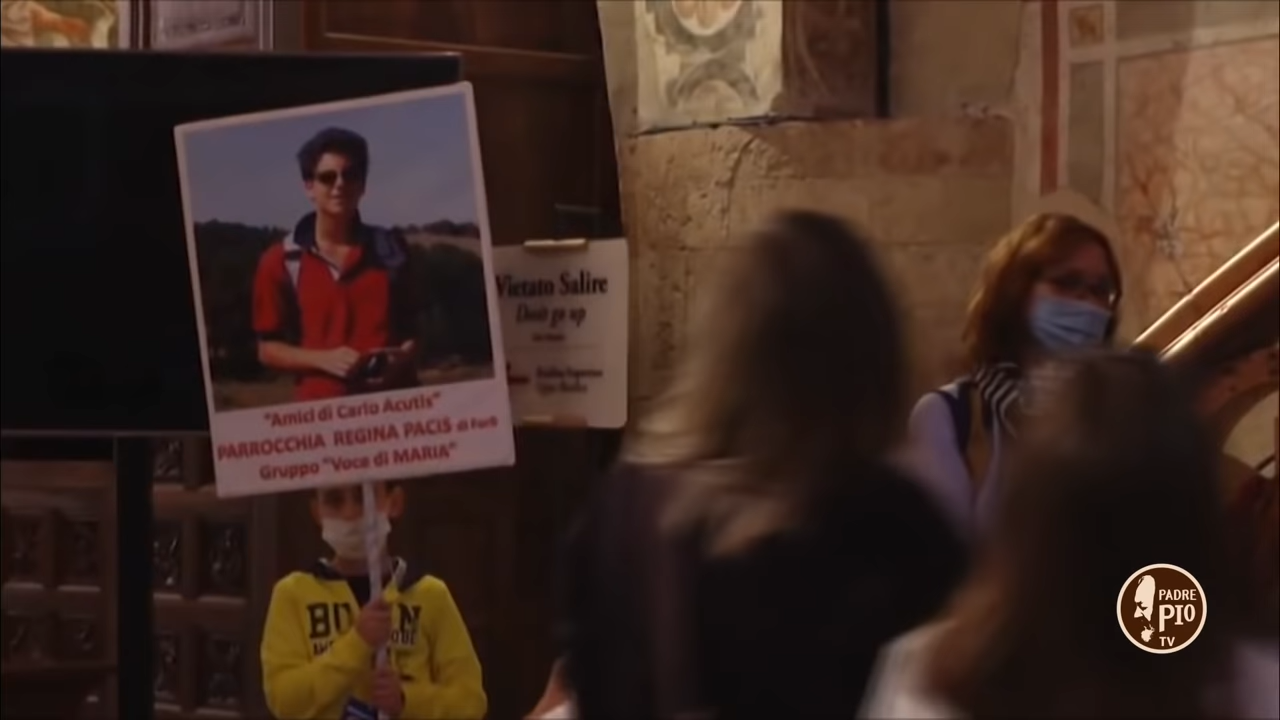 "Amici di Carlo Acutis"
PARROCCHIA REGINA PACIS di Forlì
Gruppo "Voce di MARIA"
Vietato Salire
Don't go up
PADRE
PIO
TV